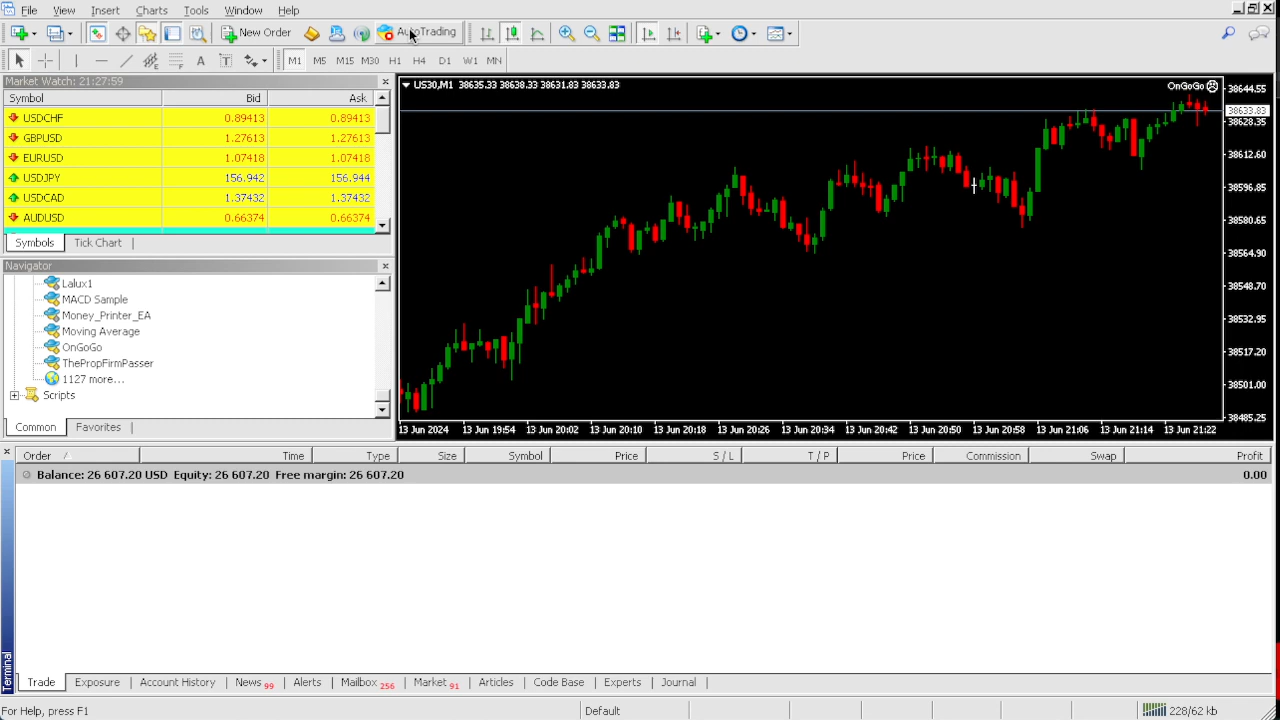 File View Insert Charts Tools Window Help
New Order AutoTrading
A T M1 M5 M15 M30 H1 H4 D1 W1 MN
Market Watch: 21:27:59
Symbol Bid Ask
USDCHF 0.89413 0.89413
GBPUSD 1.27613 1.27613
EURUSD 1.07418 1.07418
USDJPY 156.942 156.944
USDCAD 1.37432 1.37432
AUDUSD 0.66374 0.66374
Symbols Tick Chart
Navigator
Lalux1
MACD Sample
Money_Printer_EA
Moving Average
OnGoGo
ThePropFirmPasser
1127 more...
Scripts
Common Favorites
US30,M1 38635.33 38638.33 38631.83 38633.83
OnGoGo
38644.55
38633.83
38628.35
38612.60
38596.85
38580.65
38564.90
38548.70
38532.95
38517.20
38501.00
38485.25
13 Jun 2024 13 Jun 19:54 13 Jun 20:02 13 Jun 20:10 13 Jun 20:18 13 Jun 20:26 13 Jun 20:34 13 Jun 20:42 13 Jun 20:50 13 Jun 20:58 13 Jun 21:06 13 Jun 21:14 13 Jun 21:22
Order Time Type Size Symbol Price S / L T / P Price Commission Swap Profit
Balance: 26 607.20 USD Equity: 26 607.20 Free margin: 26 607.20 0.00
Terminal
Trade Exposure Account History News 99 Alerts Mailbox 256 Market 91 Articles Code Base Experts Journal
For Help, press F1 Default 228/62 kb